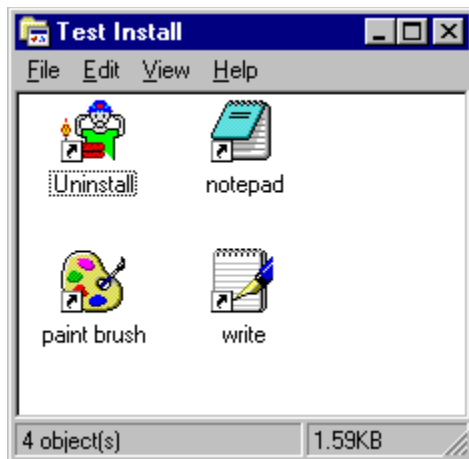 Test Install
File Edit View Help
Uninstall notepad
paint brush write
4 object(s) 1.59KB